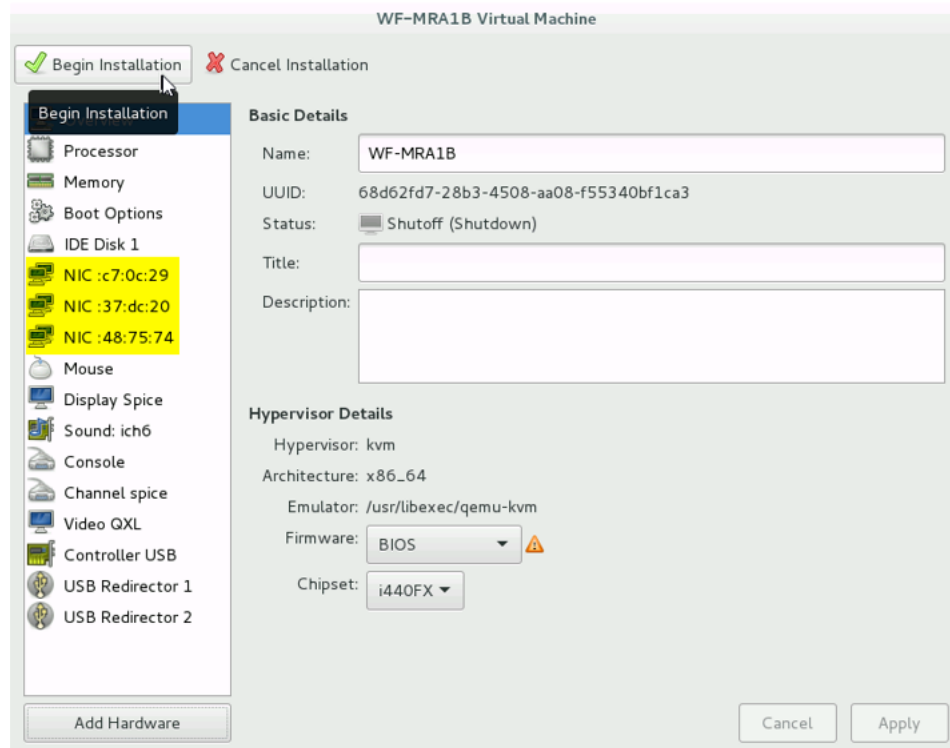 WF-MRA1B Virtual Machine
Begin Installation
Cancel Installation
Begin Installation
Processor
Memory
Boot Options
IDE Disk 1
NIC :c7:0c:29
NIC :37:dc:20
NIC :48:75:74
Mouse
Display Spice
Sound: ich6
Console
Channel spice
Video QXL
Controller USB
USB Redirector 1
USB Redirector 2
Add Hardware
Basic Details
Name: WF-MRA1B
UUID: 68d62fd7-28b3-4508-aa08-f55340bf1ca3
Status: Shutoff (Shutdown)
Title:
Description:
Hypervisor Details
Hypervisor: kvm
Architecture: x86_64
Emulator: /usr/libexec/qemu-kvm
Firmware: BIOS
Chipset: i440FX
Cancel
Apply